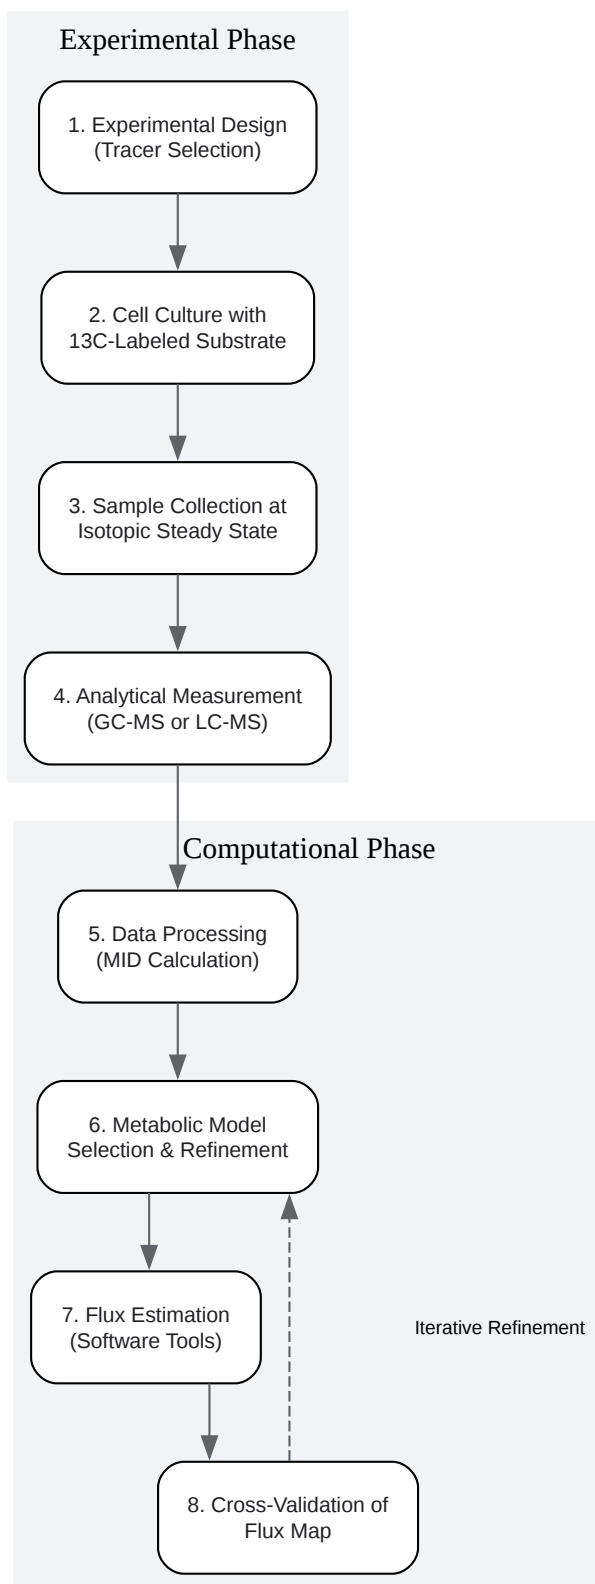 Experimental Phase
1. Experimental Design
(Tracer Selection)
2. Cell Culture with
13C-Labeled Substrate
3. Sample Collection at
Isotopic Steady State
4. Analytical Measurement
(GC-MS or LC-MS)
Computational Phase
5. Data Processing
(MID Calculation)
6. Metabolic Model
Selection & Refinement
7. Flux Estimation
(Software Tools)
Iterative Refinement
8. Cross-Validation of
Flux Map